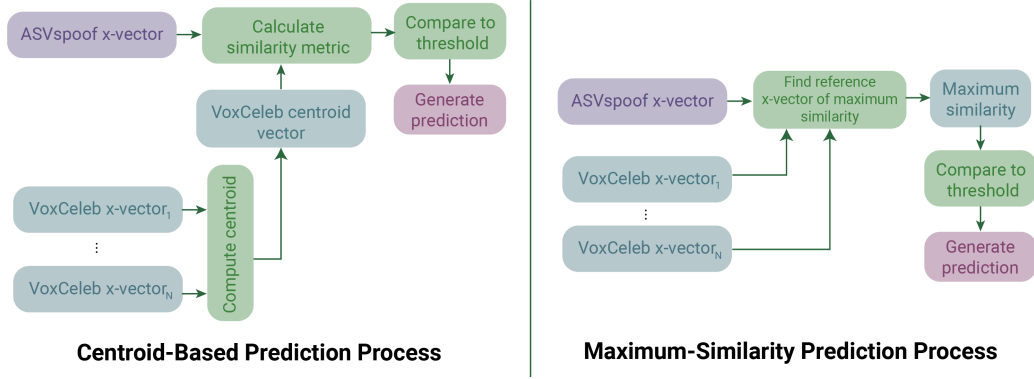 ASVspoof x-vector
Calculate
similarity metric
Compare to
threshold
Generate
prediction
VoxCeleb centroid
vector
VoxCeleb x-vector1
⋮
VoxCeleb x-vectorN
Compute centroid
Centroid-Based Prediction Process
ASVspoof x-vector
Find reference
x-vector of maximum
similarity
Maximum
similarity
VoxCeleb x-vector1
⋮
VoxCeleb x-vectorN
Compare to
threshold
Generate
prediction
Maximum-Similarity Prediction Process